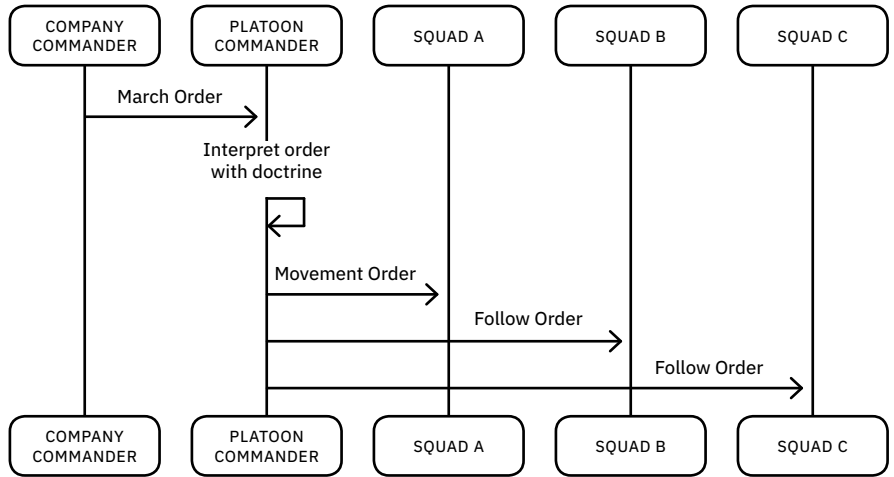 COMPANY
COMMANDER
PLATOON
COMMANDER
SQUAD A
SQUAD B
SQUAD C
March Order
Interpret order
with doctrine
Movement Order
Follow Order
Follow Order
COMPANY
COMMANDER
PLATOON
COMMANDER
SQUAD A
SQUAD B
SQUAD C